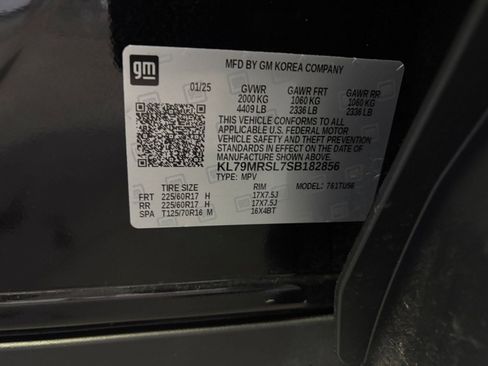 gm
MFD BY GM KOREA COMPANY
01/25 GVWR GAWR FRT GAWR RR
2000 KG 1060 KG 1060 KG
4409 LB 2336 LB 2336 LB
THIS VEHICLE CONFORMS TO ALL
APPLICABLE U.S. FEDERAL MOTOR
VEHICLE SAFETY AND THEFT PREVENTION
STANDARDS IN EFFECT ON THE DATE
OF MANUFACTURE SHOWN ABOVE.
KL79MRSL7SB182856
TYPE: MPV MODEL: 781TU56
TIRE SIZE RIM
FRT 225/60R17 H 17X7.5J
RR 225/60R17 H 17X7.5J
SPA T125/70R16 M 16X4BT